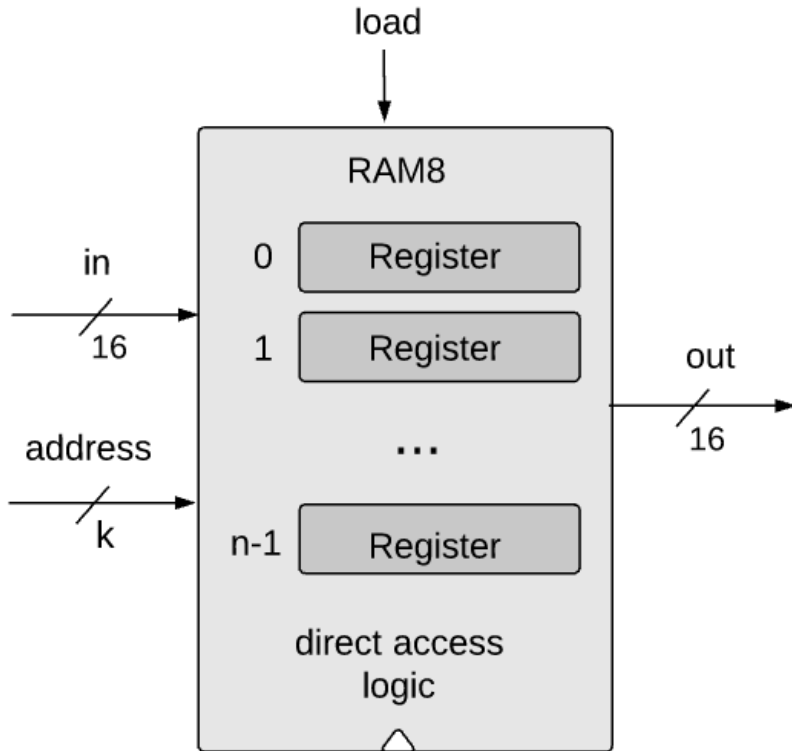 load
RAM8
0 Register
in
16
1 Register
out
16
...
address
k
n-1 Register
direct access
logic